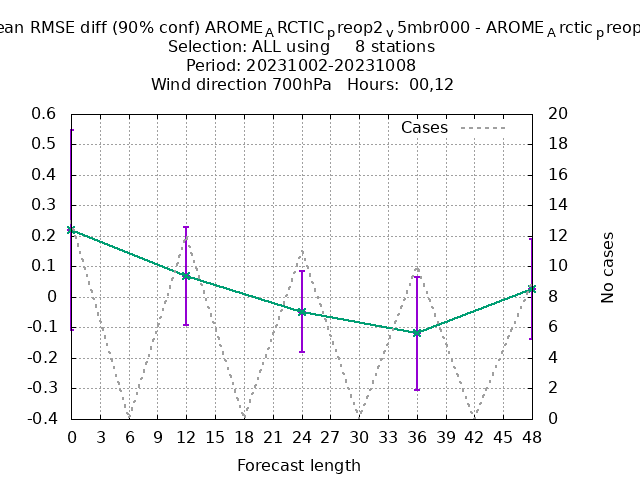 ean RMSE diff (90% conf) AROME_ARCTIC_preop2_v5mbr000 - AROME_Arctic_preop
Selection: ALL using 8 stations
Period: 20231002-20231008
Wind direction 700hPa Hours: 00,12
Cases
0.6
0.5
0.4
0.3
0.2
0.1
0
-0.1
-0.2
-0.3
-0.4
20
18
16
14
12
10
8
6
4
2
0
No cases
0 3 6 9 12 15 18 21 24 27 30 33 36 39 42 45 48
Forecast length